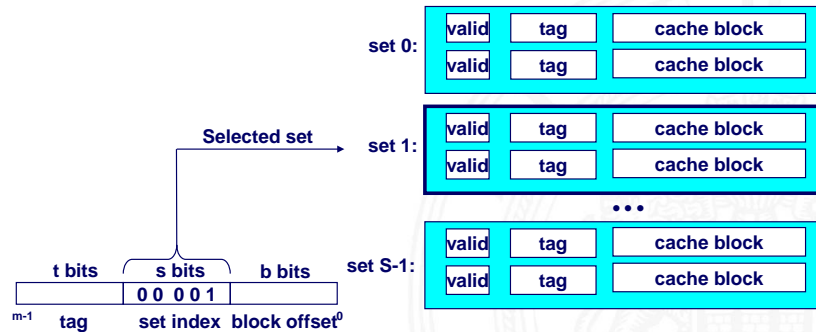 valid tag cache block
set 0:
valid tag cache block
Selected set
valid tag cache block
set 1:
valid tag cache block
•••
valid tag cache block
set S-1:
valid tag cache block
t bits s bits b bits
0 0 0 0 1
m-1 0
tag set index block offset